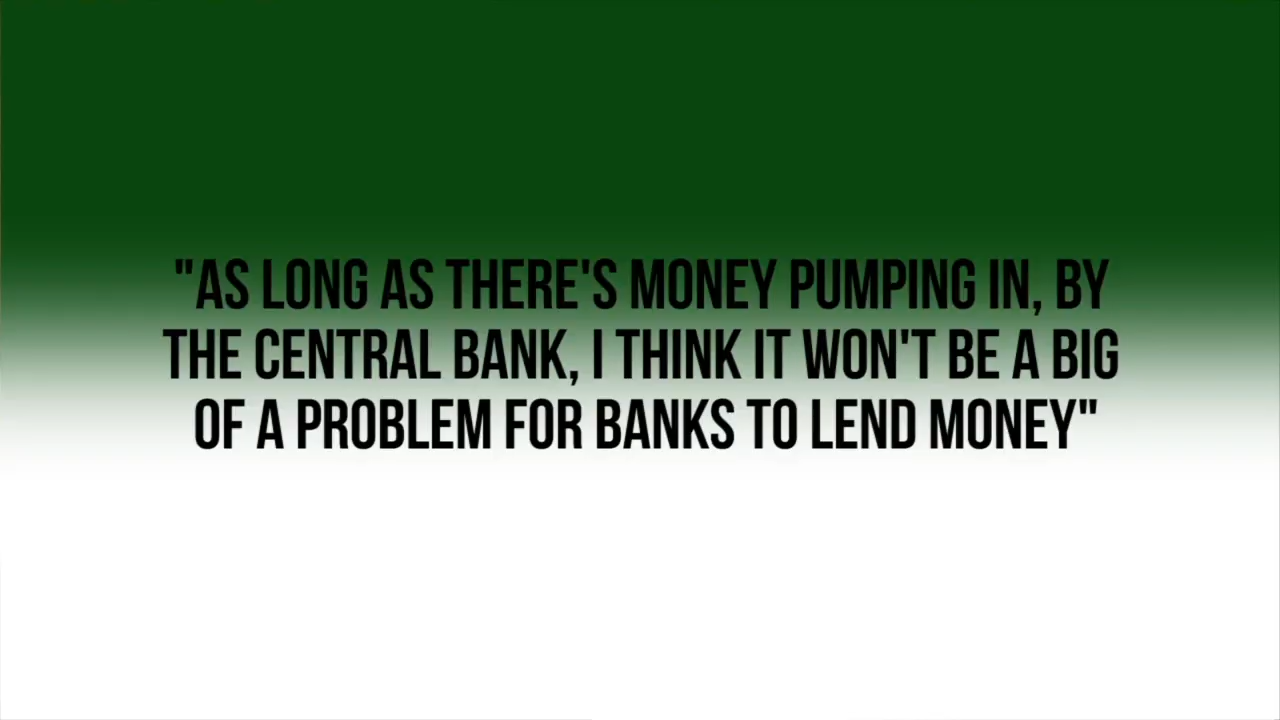 "AS LONG AS THERE'S MONEY PUMPING IN, BY
THE CENTRAL BANK, I THINK IT WON'T BE A BIG
OF A PROBLEM FOR BANKS TO LEND MONEY"